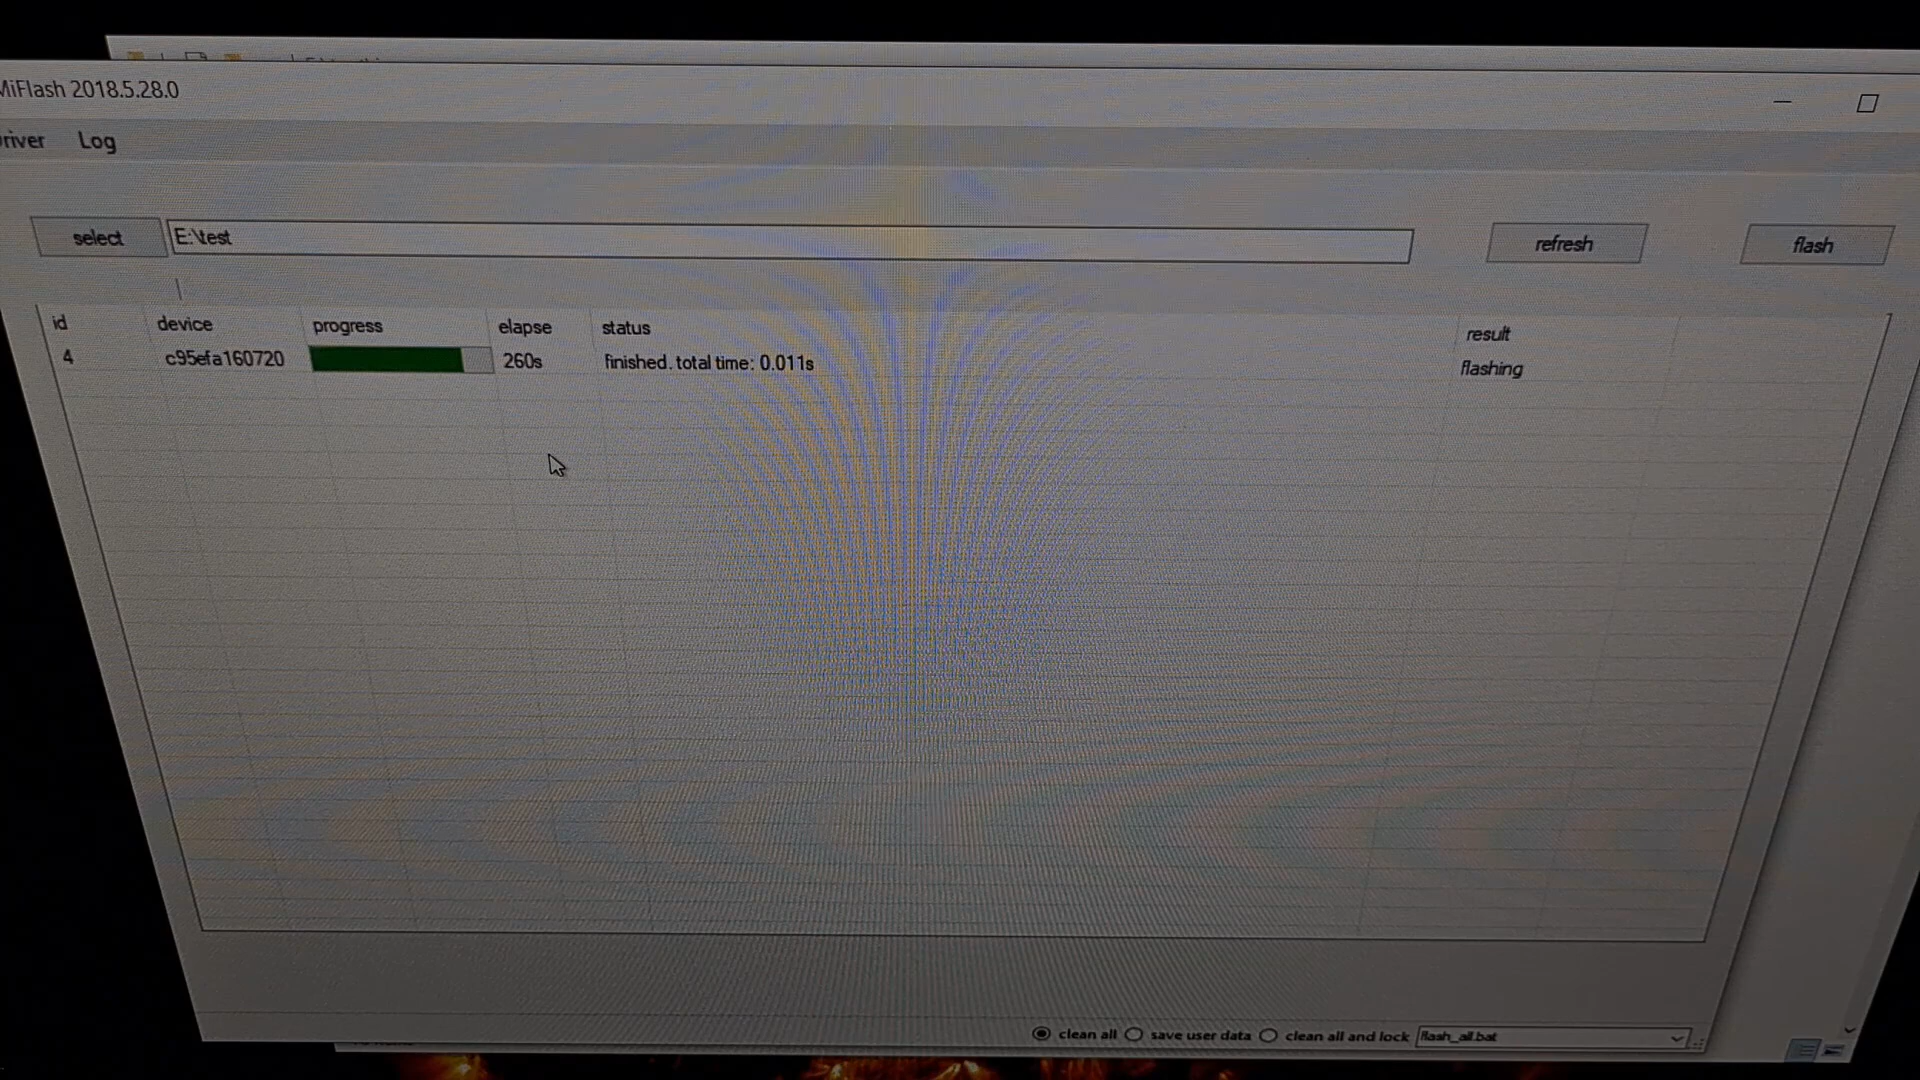 MiFlash 2018.5.28.0
Driver Log
select E:\test refresh flash
id device progress elapse status result
4 c95efa160720 260s finished. total time: 0.011s flashing
clean all save user data clean all and lock flash_all.bat